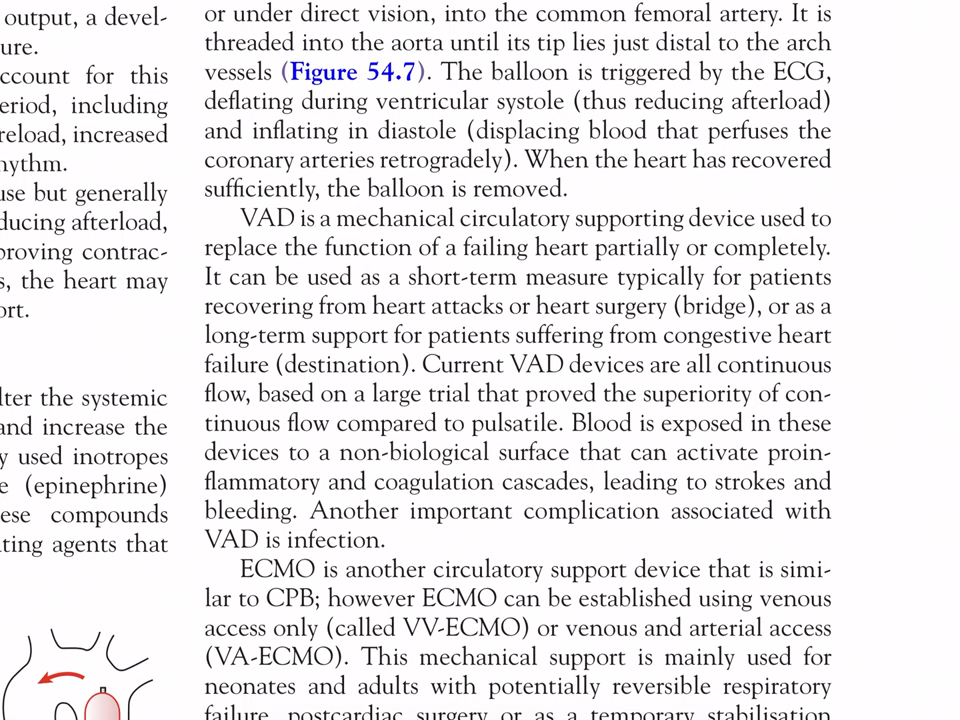 output, a devel-
ure.
ccount for this
eriod, including
reload, increased
hythm.
use but generally
ducing afterload,
proving contrac-
s, the heart may
ort.
lter the systemic
and increase the
y used inotropes
e (epinephrine)
ese compounds
ting agents that
or under direct vision, into the common femoral artery. It is
threaded into the aorta until its tip lies just distal to the arch
vessels (Figure 54.7). The balloon is triggered by the ECG,
deflating during ventricular systole (thus reducing afterload)
and inflating in diastole (displacing blood that perfuses the
coronary arteries retrogradely). When the heart has recovered
sufficiently, the balloon is removed.
VAD is a mechanical circulatory supporting device used to
replace the function of a failing heart partially or completely.
It can be used as a short-term measure typically for patients
recovering from heart attacks or heart surgery (bridge), or as a
long-term support for patients suffering from congestive heart
failure (destination). Current VAD devices are all continuous
flow, based on a large trial that proved the superiority of con-
tinuous flow compared to pulsatile. Blood is exposed in these
devices to a non-biological surface that can activate proin-
flammatory and coagulation cascades, leading to strokes and
bleeding. Another important complication associated with
VAD is infection.
ECMO is another circulatory support device that is simi-
lar to CPB; however ECMO can be established using venous
access only (called VV-ECMO) or venous and arterial access
(VA-ECMO). This mechanical support is mainly used for
neonates and adults with potentially reversible respiratory
failure, postcardiac surgery or as a temporary stabilisation